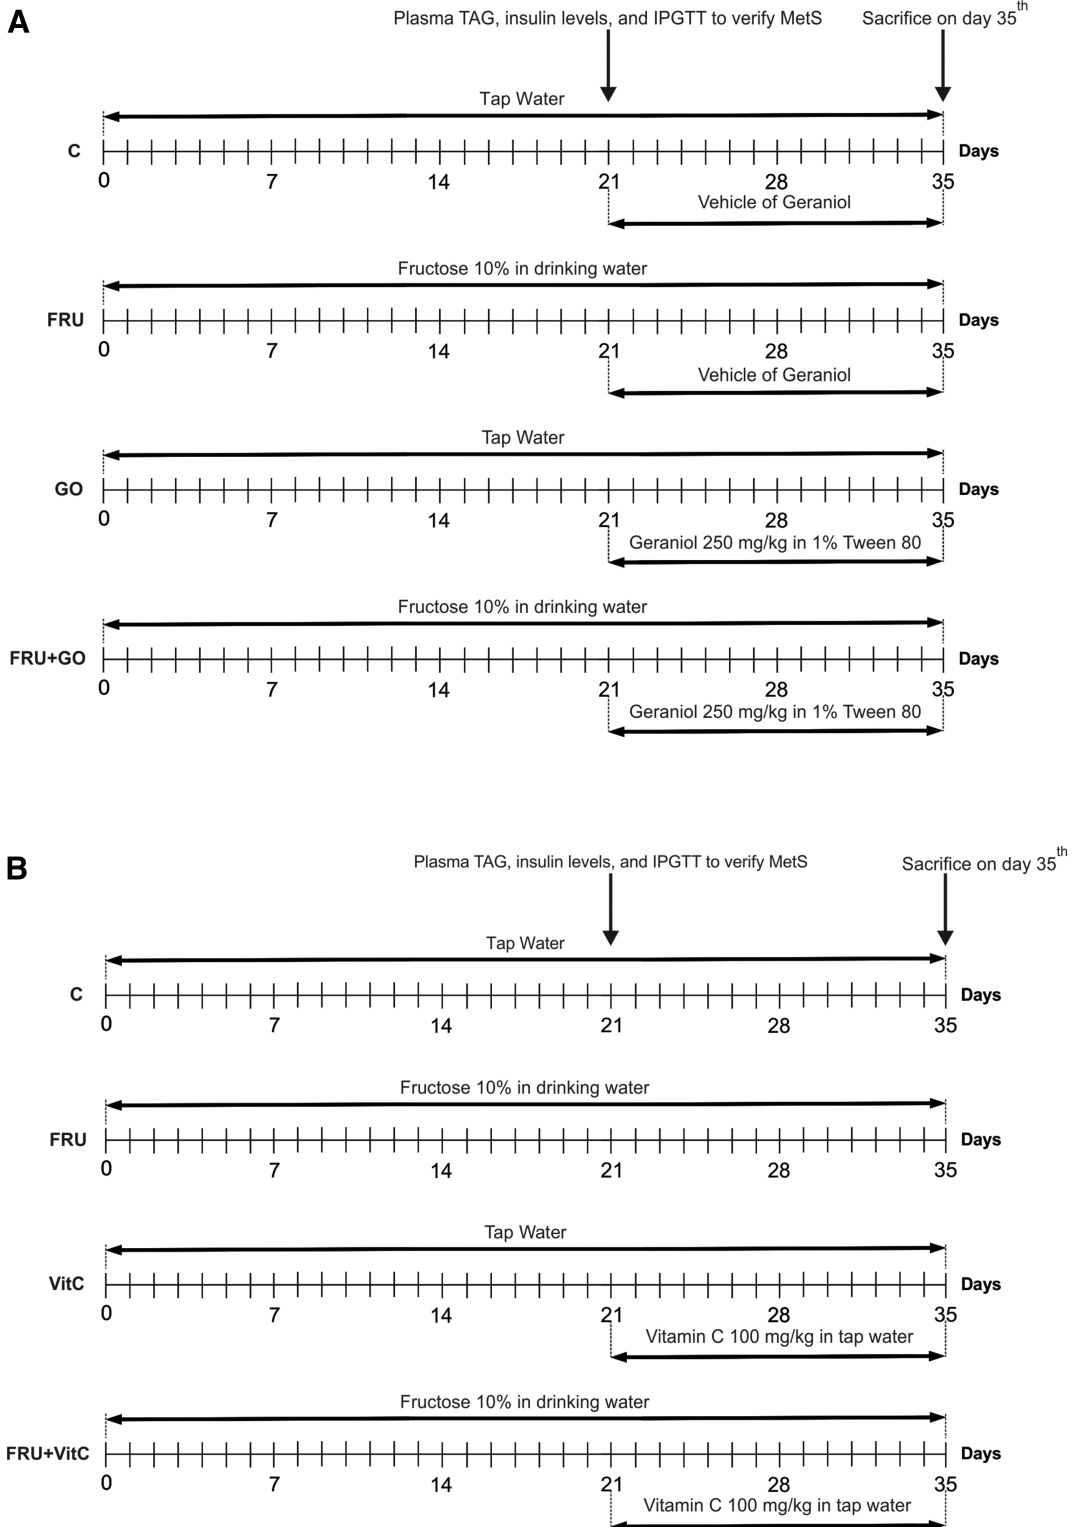 A
Plasma TAG, insulin levels, and IPGTT to verify MetS
Sacrifice on day 35th
Tap Water
C
Days
0 7 14 21 28 35
Vehicle of Geraniol
Fructose 10% in drinking water
FRU
Days
0 7 14 21 28 35
Vehicle of Geraniol
Tap Water
GO
Days
0 7 14 21 28 35
Geraniol 250 mg/kg in 1% Tween 80
Fructose 10% in drinking water
FRU+GO
Days
0 7 14 21 28 35
Geraniol 250 mg/kg in 1% Tween 80
B
Plasma TAG, insulin levels, and IPGTT to verify MetS
Sacrifice on day 35th
Tap Water
C
Days
0 7 14 21 28 35
Fructose 10% in drinking water
FRU
Days
0 7 14 21 28 35
Tap Water
VitC
Days
0 7 14 21 28 35
Vitamin C 100 mg/kg in tap water
Fructose 10% in drinking water
FRU+VitC
Days
0 7 14 21 28 35
Vitamin C 100 mg/kg in tap water